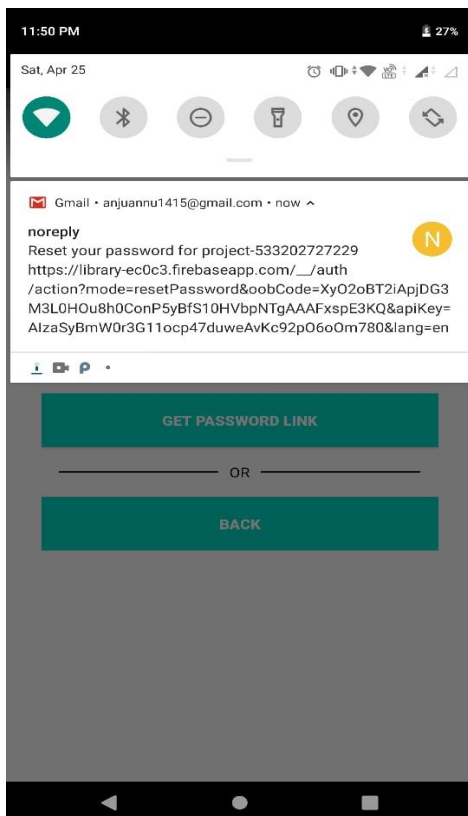 11:50 PM 27%
Sat, Apr 25
Gmail • anjuannu1415@gmail.com • now
noreply
Reset your password for project-533202727229
https://library-ec0c3.firebaseapp.com/__/auth
/action?mode=resetPassword&oobCode=XyO2oBT2iApjDG3
M3L0HOu8h0ConP5yBfS10HVbpNTgAAAFxspE3KQ&apiKey=
AIzaSyBmW0r3G11ocp47duweAvKc92pO6oOm780&lang=en
N
GET PASSWORD LINK
OR
BACK